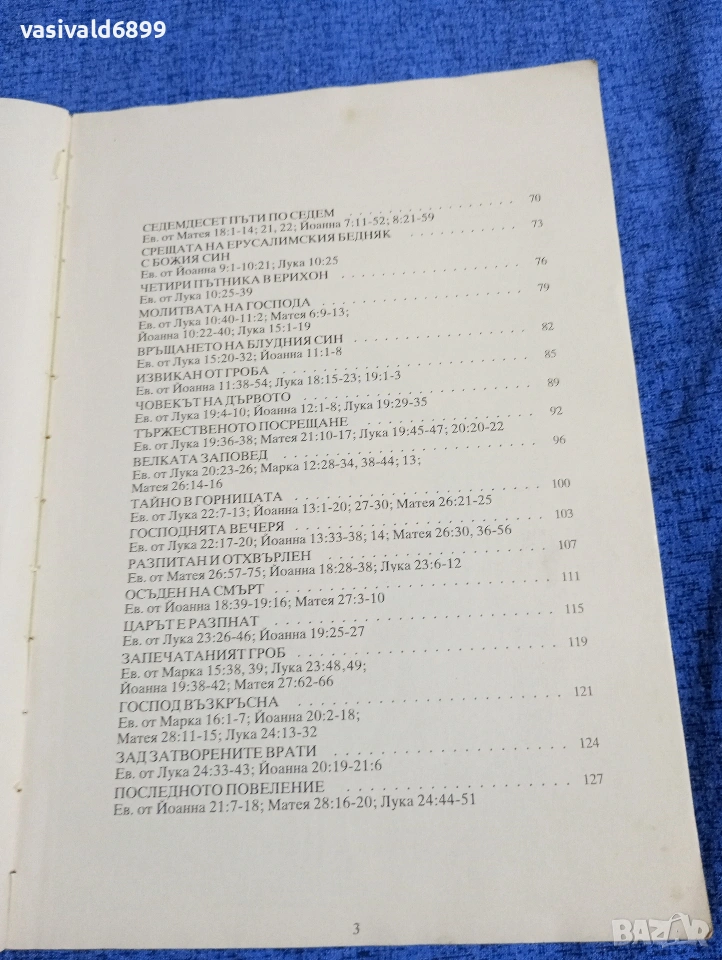 vasivald6899
СЕДЕМДЕСЕТ ПЪТИ ПО СЕДЕМ . . . . . . . . . . . . . . . 70
Ев. от Матея 18:1-14; 21, 22; Йоанна 7;11-52; 8:21-59
СРЕЩАТА НА ЕРУСАЛИМСКИЯ БЕДНЯК . . . . . . . . . . 73
С БОЖИЯ СИН
Ев. от Йоанна 9:1-10:21; Лука 10:25
ЧЕТИРИ ПЪТНИКА В ЕРИХОН . . . . . . . . . . . . . . . 76
Ев. от Лука 10:25-39
МОЛИТВАТА НА ГОСПОДА . . . . . . . . . . . . . . . . . 79
Ев. от Лука 10:40-11:2; Матея 6:9-13;
Йоанна 10:22-40; Лука 15:1-19
ВРЪЩАНЕТО НА БЛУДНИЯ СИН . . . . . . . . . . . . . . 82
Ев. от Лука 15:20-32; Йоанна 11:1-8
ИЗВИКАН ОТ ГРОБА . . . . . . . . . . . . . . . . . . . . 85
Ев. от Йоанна 11:38-54; Лука 18:15-23; 19:1-3
ЧОВЕКЪТ НА ДЪРВОТО . . . . . . . . . . . . . . . . . . . 89
Ев. от Лука 19:4-10; Йоанна 12:1-8; Лука 19:29-35
ТЪРЖЕСТВЕНОТО ПОСРЕЩАНЕ . . . . . . . . . . . . . . 92
Ев. от Лука 19:36-38; Матея 21:10-17; Лука 19:45-47; 20:20-22
ВЕЛКАТА ЗАПОВЕД . . . . . . . . . . . . . . . . . . . . . 96
Ев. от Лука 20:23-26; Марка 12:28-34, 38-44; 13;
Матея 26:14-16
ТАЙНО В ГОРНИЦАТА . . . . . . . . . . . . . . . . . . . 100
Ев. от Лука 22:7-13; Йоанна 13:1-20; 27-30; Матея 26:21-25
ГОСПОДНЯТА ВЕЧЕРЯ . . . . . . . . . . . . . . . . . . . 103
Ев. от Лука 22:17-20; Йоанна 13:33-38; 14; Матея 26:30, 36-56
РАЗПИТАН И ОТХВЪРЛЕН . . . . . . . . . . . . . . . . . 107
Ев. от Матея 26:57-75; Йоанна 18:28-38; Лука 23:6-12
ОСЪДЕН НА СМЪРТ . . . . . . . . . . . . . . . . . . . . 111
Ев. от Йоанна 18:39-19:16; Матея 27:3-10
ЦАРЪТ Е РАЗПНАТ . . . . . . . . . . . . . . . . . . . . . 115
Ев. от Лука 23:26-46; Йоанна 19:25-27
ЗАПЕЧАТАНИЯТ ГРОБ . . . . . . . . . . . . . . . . . . . 119
Ев. от Марка 15:38, 39; Лука 23:48,49;
Йоанна 19:38-42; Матея 27:62-66
ГОСПОД ВЪЗКРЪСНА . . . . . . . . . . . . . . . . . . . . 121
Ев. от Марка 16:1-7; Йоанна 20:2-18;
Матея 28:11-15; Лука 24:13-32
ЗАД ЗАТВОРЕНИТЕ ВРАТИ . . . . . . . . . . . . . . . . . 124
Ев. от Лука 24:33-43; Йоанна 20:19-21:6
ПОСЛЕДНОТО ПОВЕЛЕНИЕ . . . . . . . . . . . . . . . . 127
Ев. от Йоанна 21:7-18; Матея 28:16-20; Лука 24:44-51
3
BAZAR